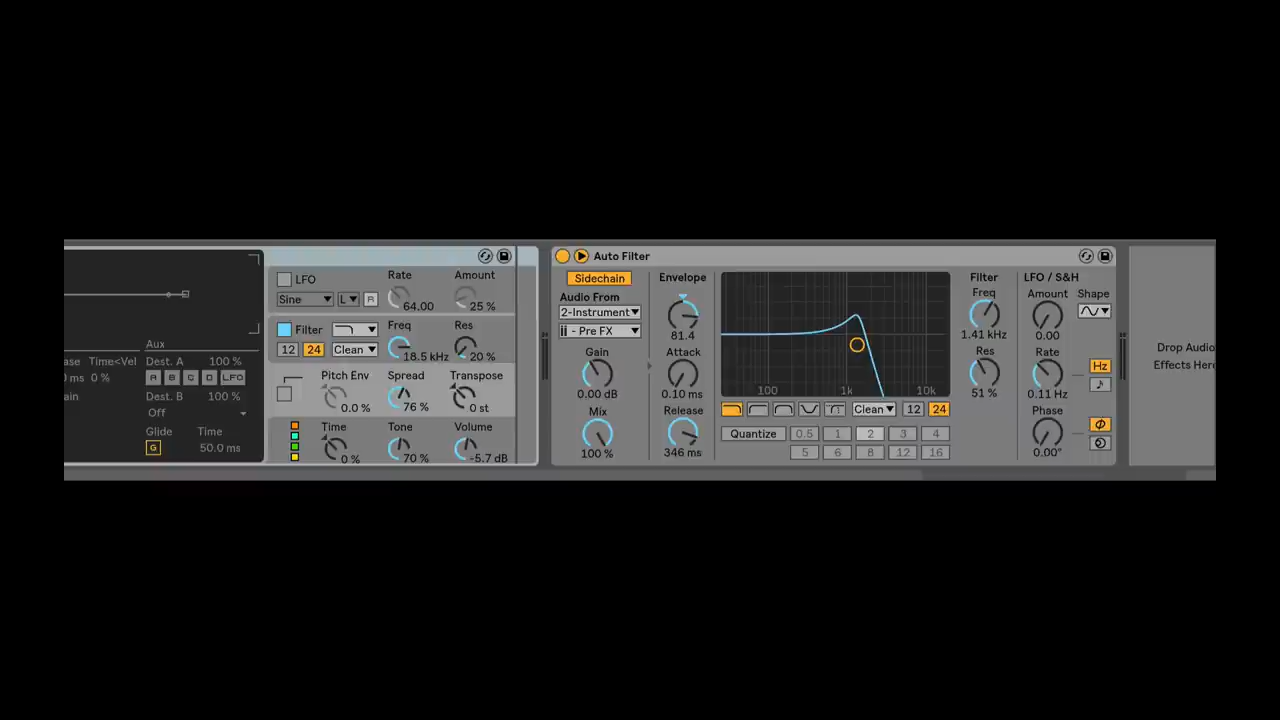 Aux
ase Time<Vel
Dest. A 100 %
ms 0 %
A B C D LFO
ain
Dest. B 100 %
Off
Glide Time
G 50.0 ms
LFO
Rate
Amount
Sine L R
64.00
25 %
Filter
Freq
Res
12 24 Clean
18.5 kHz
20 %
Pitch Env Spread Transpose
0.0 % 76 % 0 st
Time Tone Volume
0 % 70 % -5.7 dB
Auto Filter
Sidechain
Audio From
2-Instrument
- Pre FX
Gain
0.00 dB
Mix
100 %
Envelope
81.4
Attack
0.10 ms
Release
346 ms
100 1k 10k
Clean 12 24
Quantize 0.5 1 2 3 4
5 6 8 12 16
Filter
Freq
1.41 kHz
Res
51 %
LFO / S&H
Amount Shape
0.00
Rate
Hz
0.11 Hz
Phase
0.00°
Drop Audio
Effects Here